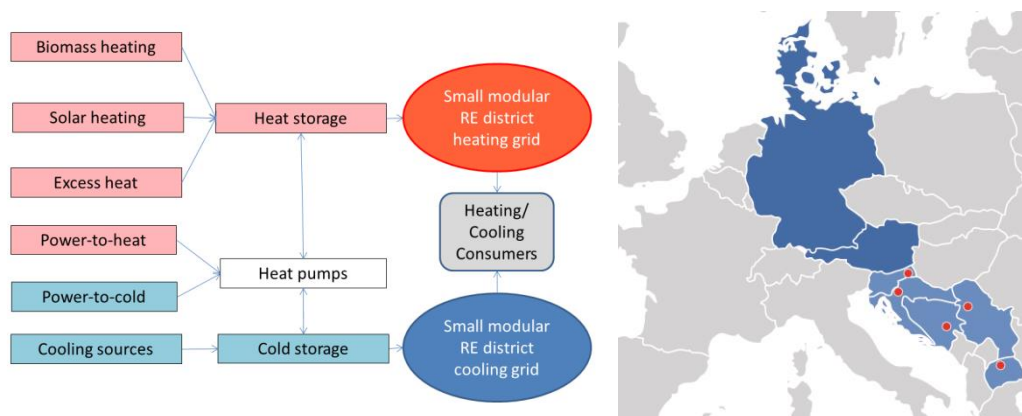 Biomass heating
Solar heating
Excess heat
Power-to-heat
Power-to-cold
Cooling sources
Heat storage
Heat pumps
Cold storage
Small modular
RE district
heating grid
Heating/
Cooling
Consumers
Small modular
RE district
cooling grid